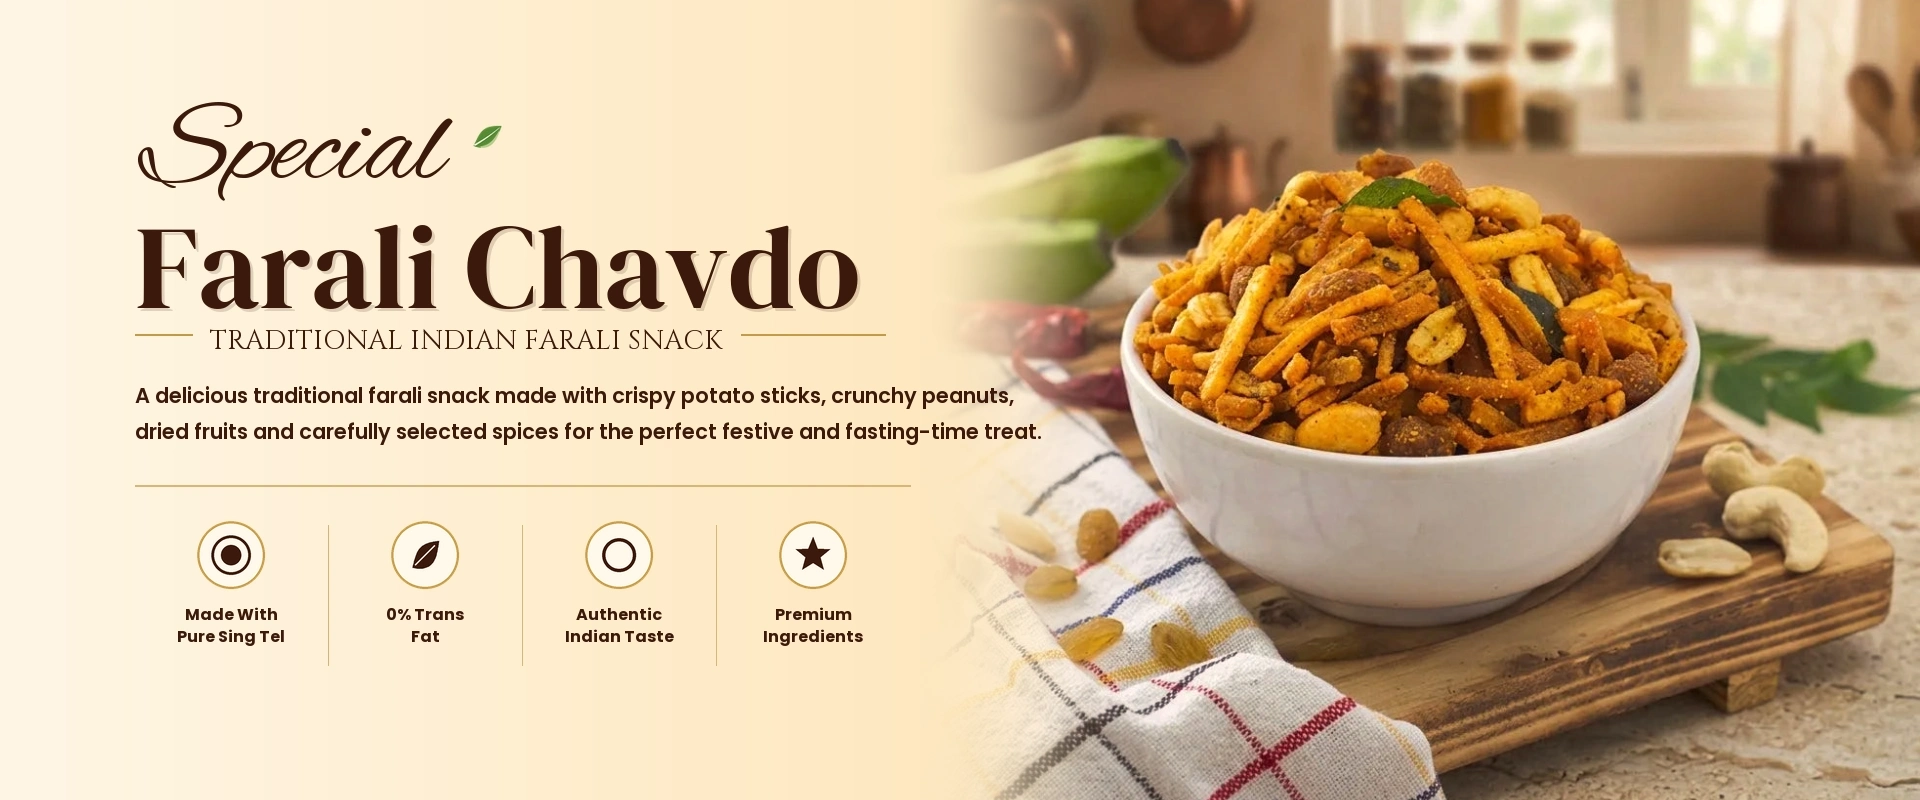 Special
Farali Chavdo
TRADITIONAL INDIAN FARALI SNACK
A delicious traditional farali snack made with crispy potato sticks, crunchy peanuts,
dried fruits and carefully selected spices for the perfect festive and fasting-time treat.
Made With
Pure Sing Tel
0% Trans
Fat
Authentic
Indian Taste
Premium
Ingredients